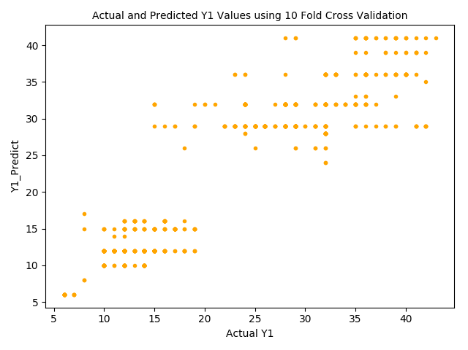 Actual and Predicted Y1 Values using 10 Fold Cross Validation
40
35
30
25
20
15
10
5
Y1_Predict
5 10 15 20 25 30 35 40
Actual Y1